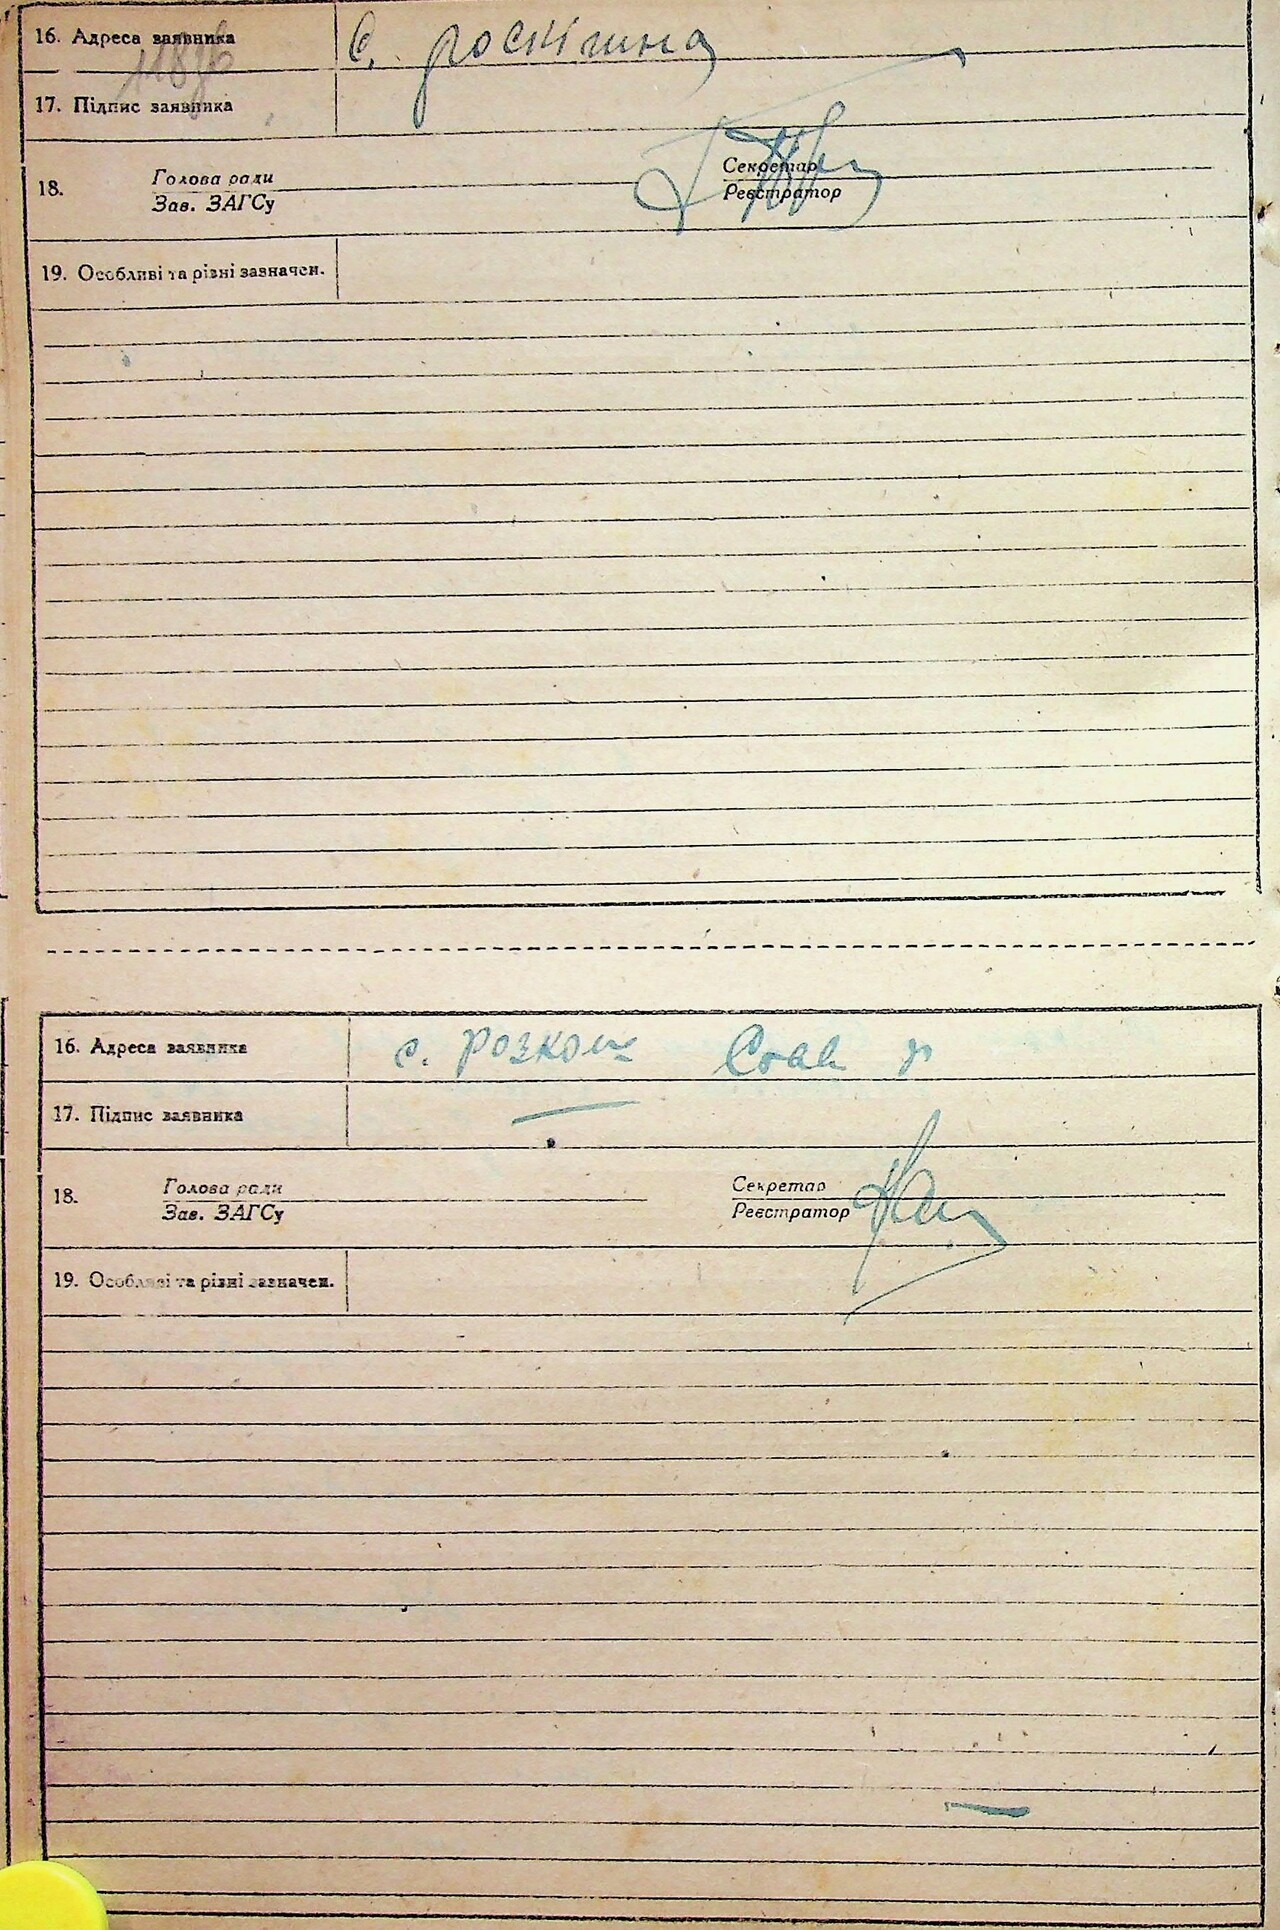 16. Адреса заявника с. Роскішна
17. Підпис заявника
18. Голова ради Секретар
Зав. ЗАГСу Реєстратор
19. Особливі та різні зазначен.
16. Адреса заявника с. Розкош
17. Підпис заявника —
18. Голова ради Секретар
Зав. ЗАГСу Реєстратор
19. Особливі та різні зазначен.